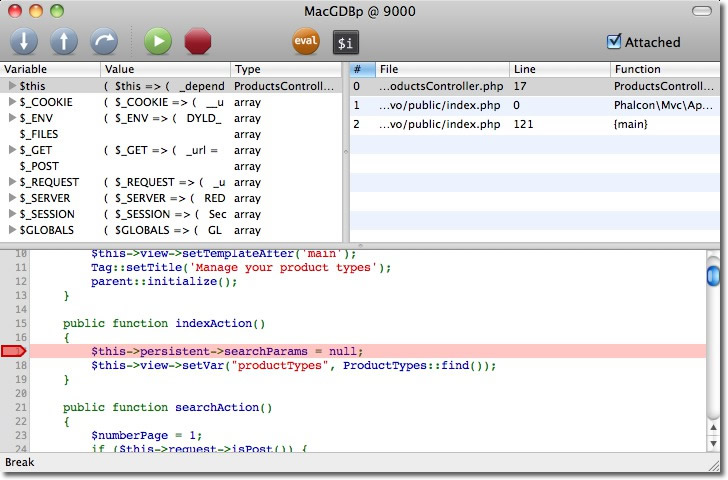 MacGDBp @ 9000
eval
$i
Attached
Variable Value Type
$this ( $this => ( _depend ProductsControll...
$_COOKIE ( $_COOKIE => ( __u array
$_ENV ( $_ENV => ( DYLD_ array
$_FILES array
$_GET ( $_GET => ( _url = array
$_POST array
$_REQUEST ( $_REQUEST => ( _u array
$_SERVER ( $_SERVER => ( RED array
$_SESSION ( $_SESSION => ( Sec array
$GLOBALS ( $GLOBALS => ( GL array
# File Line Function
0 ...oductsController.php 17 ProductsControll...
1 ...vo/public/index.php 0 Phalcon\Mvc\Ap...
2 ...vo/public/index.php 121 {main}
10 $this->view->setTemplateAfter('main');
11 Tag::setTitle('Manage your product types');
12 parent::initialize();
13 }
14
15 public function indexAction()
16 {
$this->persistent->searchParams = null;
18 $this->view->setVar("productTypes", ProductTypes::find());
19 }
20
21 public function searchAction()
22 {
23 $numberPage = 1;
24 if ($this->request->isPost()) {
Break